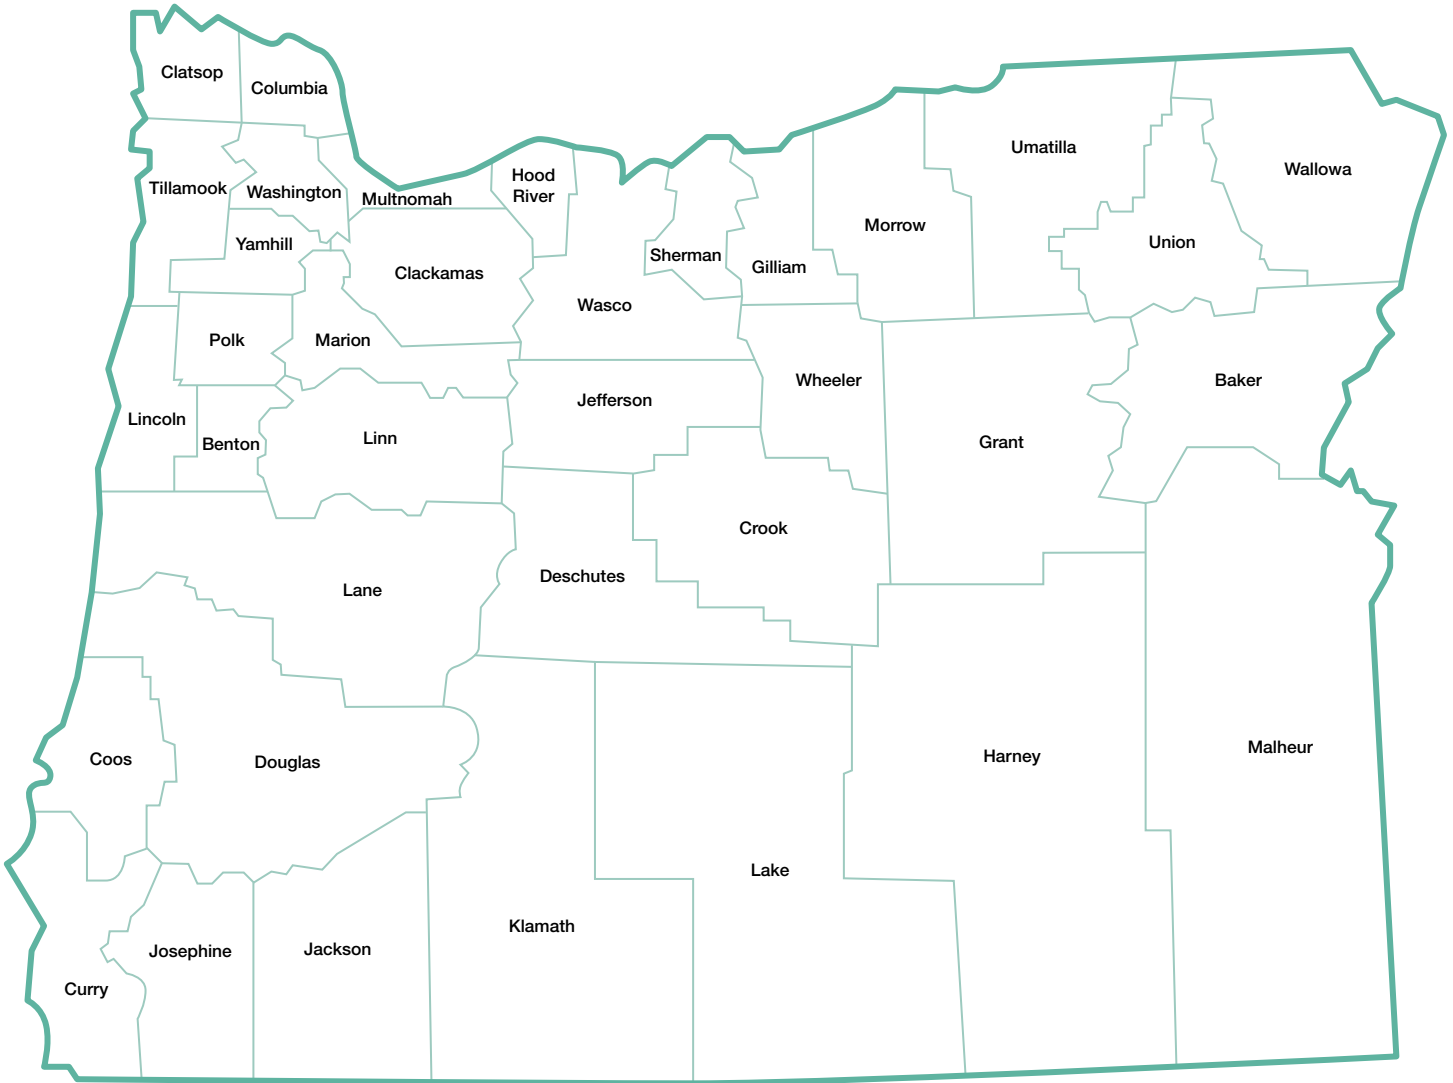 Clatsop
Columbia
Umatilla
Wallowa
Hood
River
Tillamook
Washington
Multnomah
Morrow
Yamhill
Union
Sherman
Gilliam
Clackamas
Wasco
Polk
Marion
Wheeler
Baker
Jefferson
Lincoln
Benton
Linn
Grant
Crook
Deschutes
Lane
Malheur
Harney
Coos
Douglas
Lake
Klamath
Josephine
Jackson
Curry